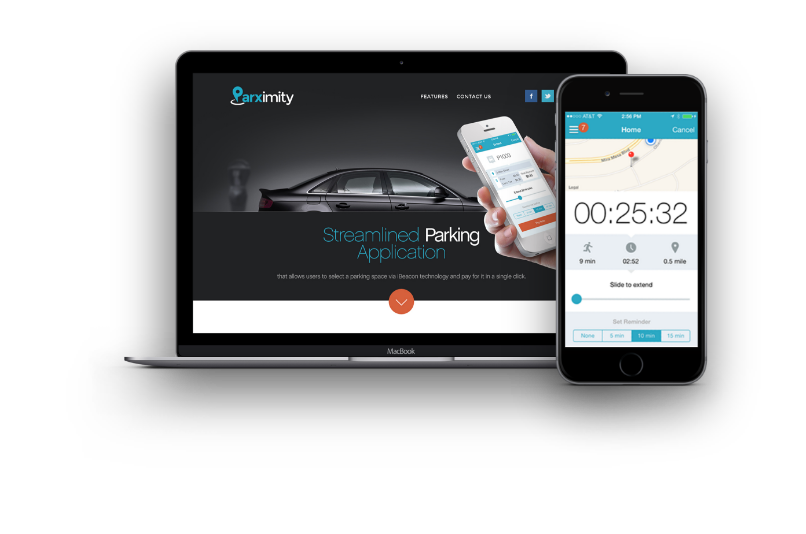 Parximity
FEATURES CONTACT US
f
Streamlined Parking
Application
that allows users to select a parking space via iBeacon technology and pay for it in a single click.
MacBook
AT&T 2:56 PM
7 Home Cancel
00:25:32
9 min 02:52 0.5 mile
Slide to extend
Set Reminder
None 5 min 10 min 15 min